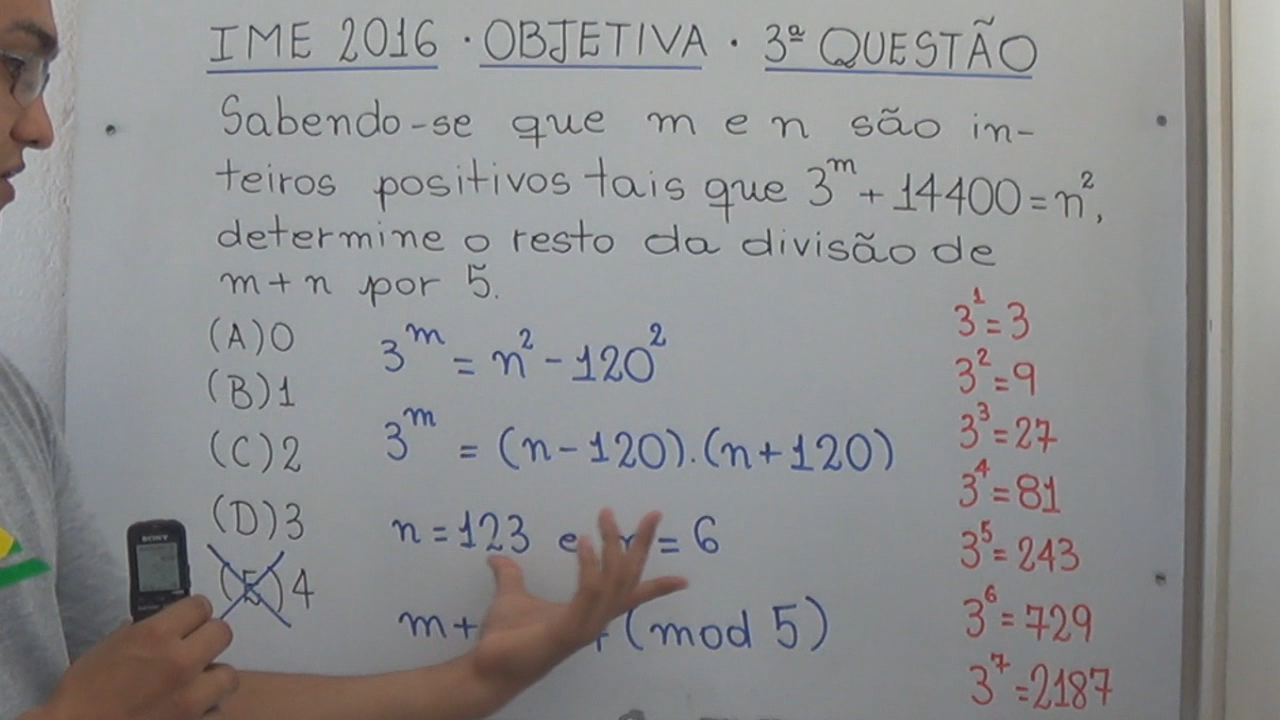 IME 2016 · OBJETIVA · 3ª QUESTÃO
Sabendo-se que m e n são in-
teiros positivos tais que 3^m + 14400 = n²,
determine o resto da divisão de
m + n por 5.
(A) 0
(B) 1
(C) 2
(D) 3
(E) 4
3^m = n² - 120²
3^m = (n - 120).(n + 120)
n = 123 e = 6
m + (mod 5)
3¹ = 3
3² = 9
3³ = 27
3⁴ = 81
3⁵ = 243
3⁶ = 729
3⁷ = 2187
SONY